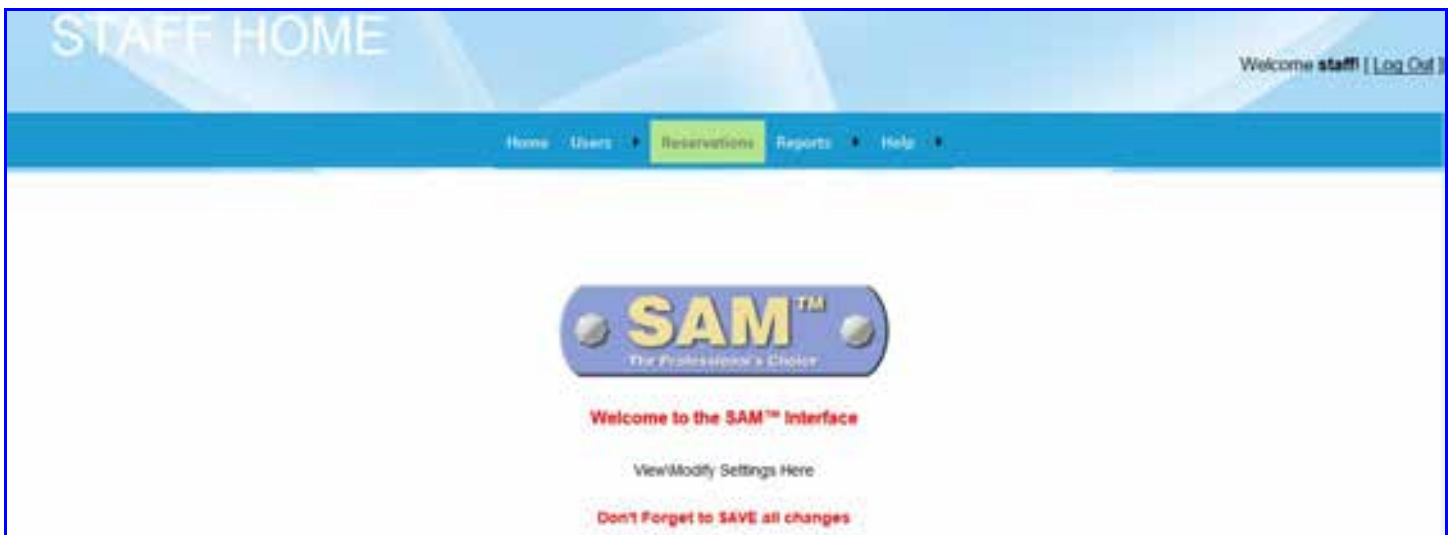 STAFF HOME
Welcome staff! [ Log Out ]
Home Users Reservations Reports Help
SAM™
The Professional's Choice
Welcome to the SAM™ Interface
View\Modify Settings Here
Don't Forget to SAVE all changes